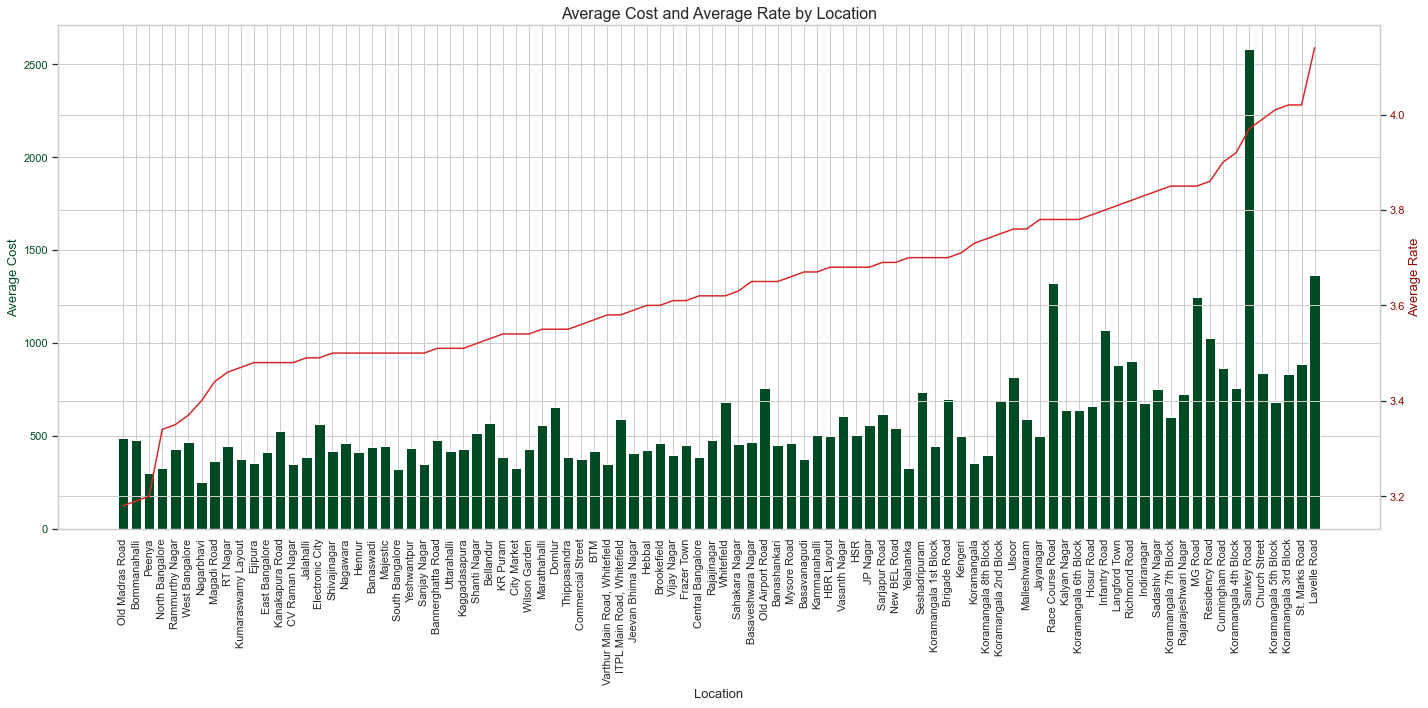 Average Cost and Average Rate by Location
Average Cost
2500
2000
1500
1000
500
0
4.0
3.8
3.6
3.4
3.2
Average Rate
Old Madras Road
Bommanahalli
Peenya
North Bangalore
Rammurthy Nagar
West Bangalore
Nagarbhavi
Magadi Road
RT Nagar
Kumaraswamy Layout
Ejipura
East Bangalore
Kanakapura Road
CV Raman Nagar
Jalahalli
Electronic City
Shivajinagar
Nagawara
Hennur
Banaswadi
Majestic
South Bangalore
Yeshwantpur
Sanjay Nagar
Bannerghatta Road
Uttarahalli
Kaggadasapura
Shanti Nagar
Bellandur
KR Puram
City Market
Wilson Garden
Marathahalli
Domlur
Thippasandra
Commercial Street
BTM
Varthur Main Road, Whitefield
ITPL Main Road, Whitefield
Jeevan Bhima Nagar
Hebbal
Brookefield
Vijay Nagar
Frazer Town
Central Bangalore
Rajajinagar
Whitefield
Sahakara Nagar
Basaveshwara Nagar
Old Airport Road
Banashankari
Mysore Road
Basavanagudi
Kammanahalli
HBR Layout
Vasanth Nagar
HSR
JP Nagar
Sarjapur Road
New BEL Road
Yelahanka
Seshadripuram
Koramangala 1st Block
Brigade Road
Kengeri
Koramangala
Koramangala 8th Block
Koramangala 2nd Block
Ulsoor
Malleshwaram
Jayanagar
Race Course Road
Kalyan Nagar
Koramangala 6th Block
Hosur Road
Infantry Road
Langford Town
Richmond Road
Indiranagar
Sadashiv Nagar
Koramangala 7th Block
Rajarajeshwari Nagar
MG Road
Residency Road
Cunningham Road
Koramangala 4th Block
Sankey Road
Church Street
Koramangala 5th Block
Koramangala 3rd Block
St. Marks Road
Lavelle Road
Location